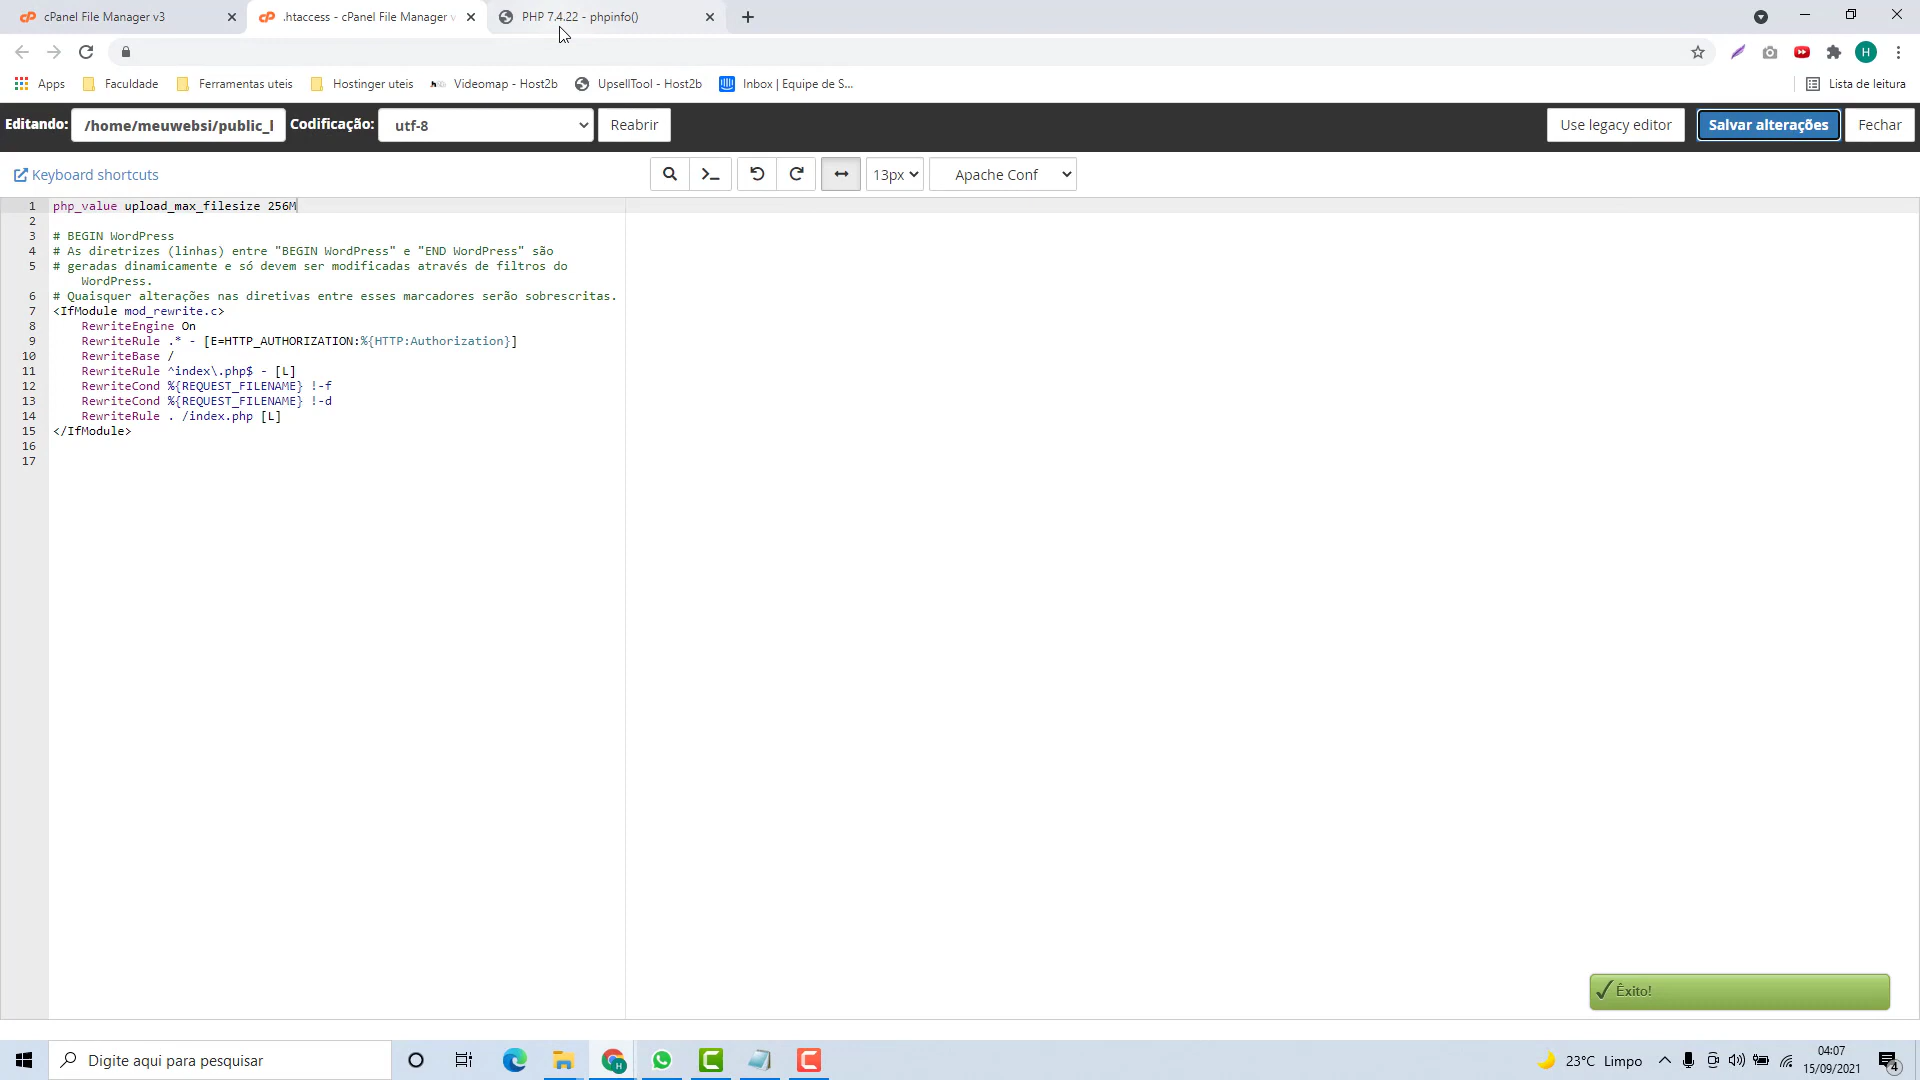 cPanel File Manager v3
.htaccess - cPanel File Manager v
PHP 7.4.22 - phpinfo()
H
Apps
Faculdade
Ferramentas uteis
Hostinger uteis
Videomap - Host2b
UpsellTool - Host2b
Inbox | Equipe de S...
Lista de leitura
Editando:
/home/meuwebsi/public_l
Codificação:
utf-8
Reabrir
Use legacy editor
Salvar alterações
Fechar
Keyboard shortcuts
13px
Apache Conf
1 php_value upload_max_filesize 256M
2
3 # BEGIN WordPress
4 # As diretrizes (linhas) entre "BEGIN WordPress" e "END WordPress" são
5 # geradas dinamicamente e só devem ser modificadas através de filtros do
WordPress.
6 # Quaisquer alterações nas diretivas entre esses marcadores serão sobrescritas.
7 <IfModule mod_rewrite.c>
8 RewriteEngine On
9 RewriteRule .* - [E=HTTP_AUTHORIZATION:%{HTTP:Authorization}]
10 RewriteBase /
11 RewriteRule ^index\.php$ - [L]
12 RewriteCond %{REQUEST_FILENAME} !-f
13 RewriteCond %{REQUEST_FILENAME} !-d
14 RewriteRule . /index.php [L]
15 </IfModule>
16
17
Êxito!
Digite aqui para pesquisar
23°C Limpo
04:07
15/09/2021
4